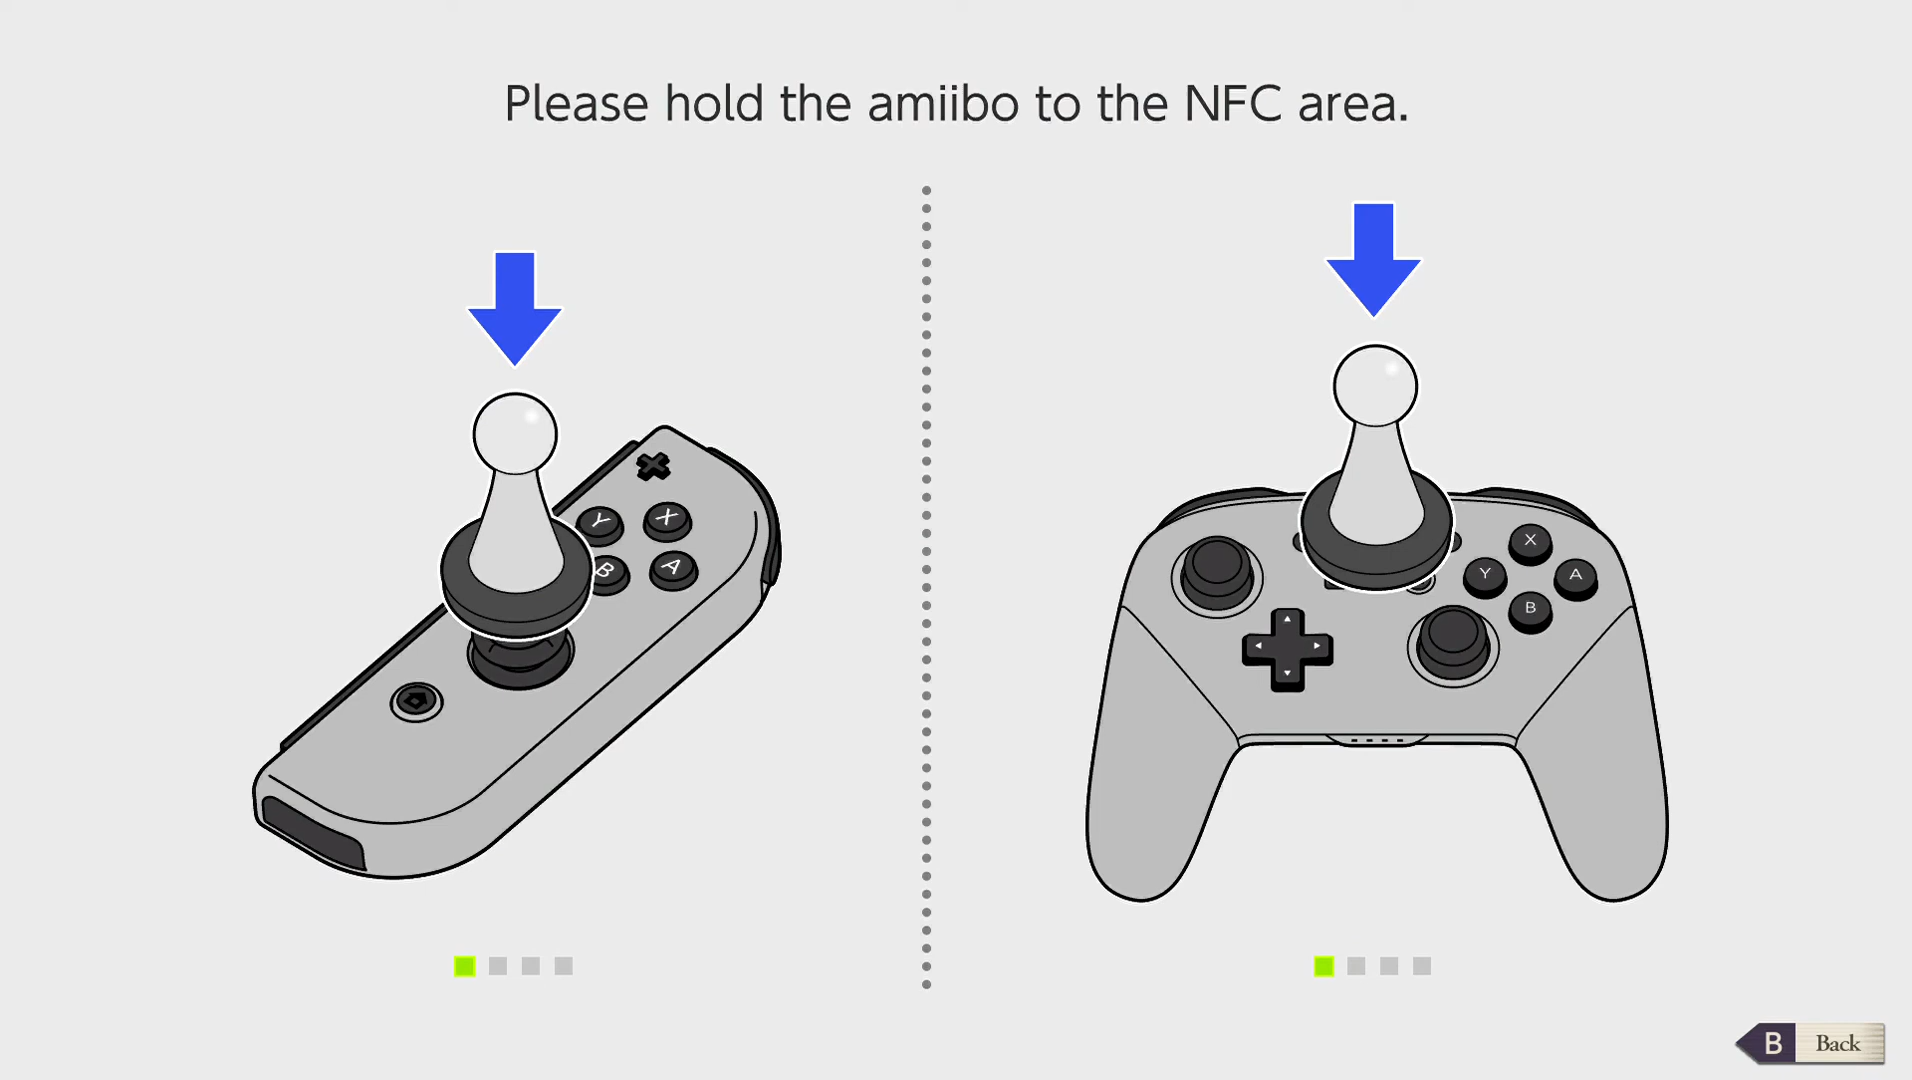 Please hold the amiibo to the NFC area.
Y X
B A
X
Y A
B
B Back